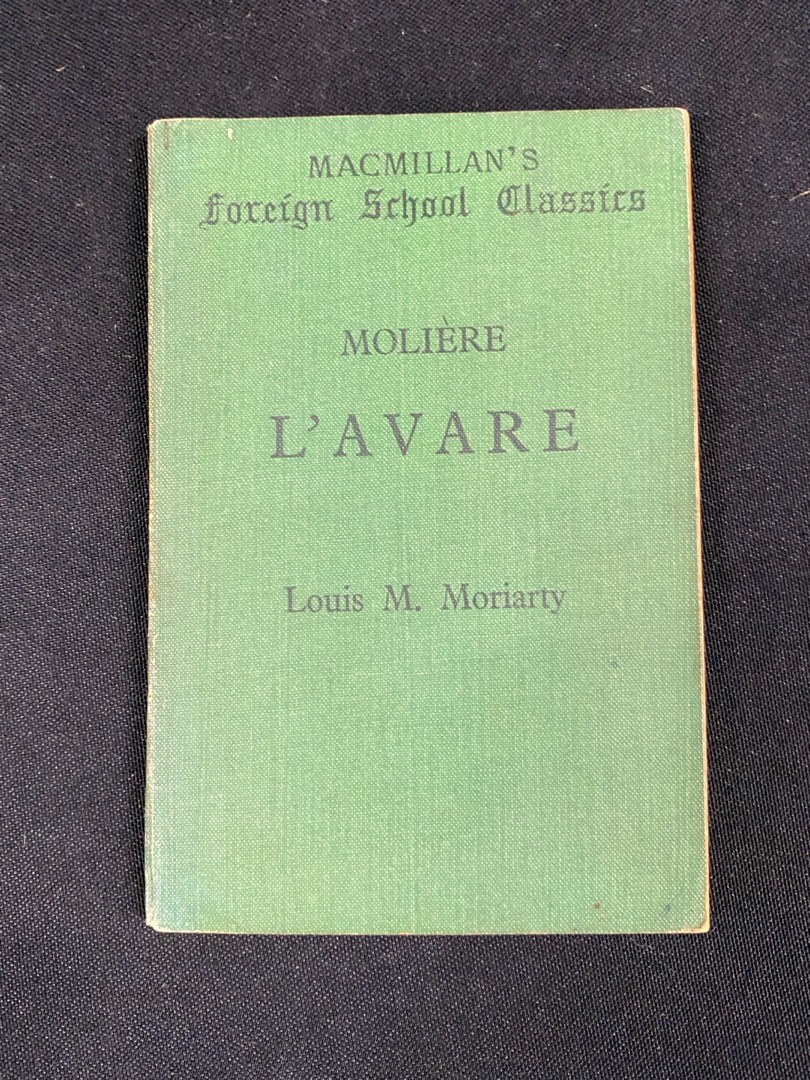 MACMILLAN'S
Foreign School Classics
MOLIÈRE
L'AVARE
Louis M. Moriarty